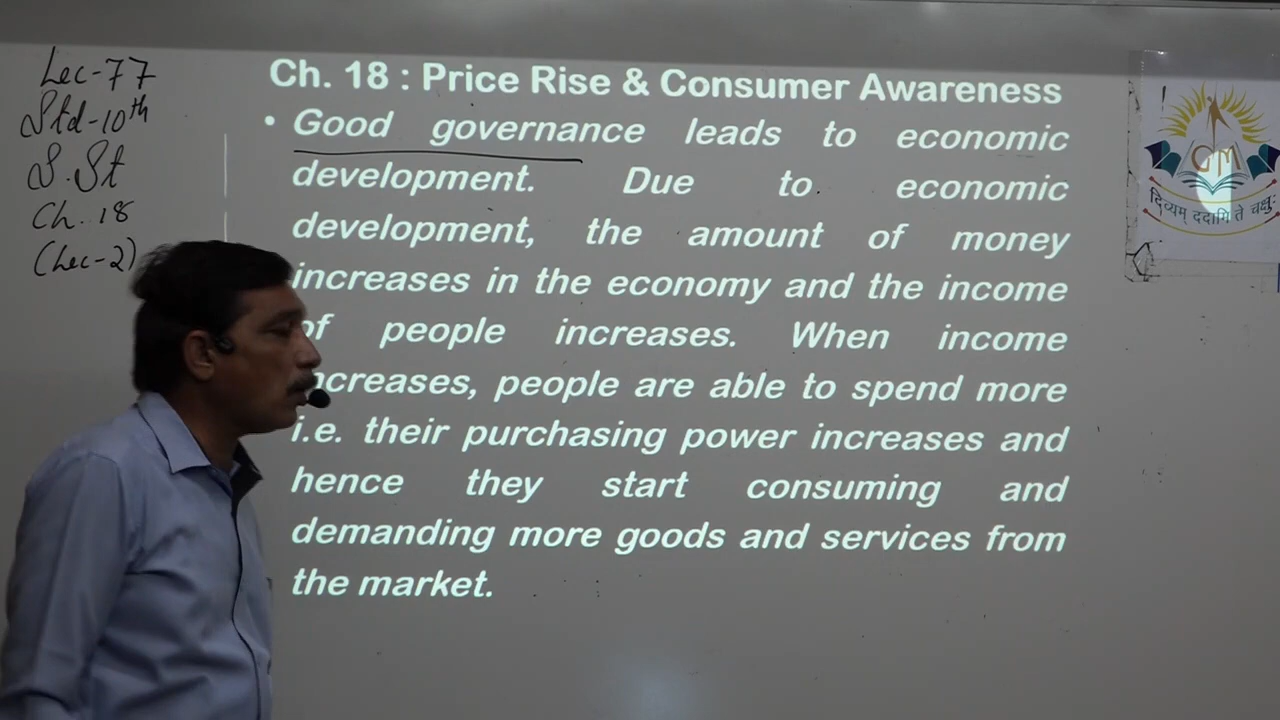 Lec-77
Std-10th
S.St
Ch. 18
(Lec-2)
Ch. 18 : Price Rise & Consumer Awareness
• Good governance leads to economic
development. Due to economic
development, the amount of money
increases in the economy and the income
of people increases. When income
increases, people are able to spend more
i.e. their purchasing power increases and
hence they start consuming and
demanding more goods and services from
the market.
GM
दिव्यम् ददामि ते चक्षुः